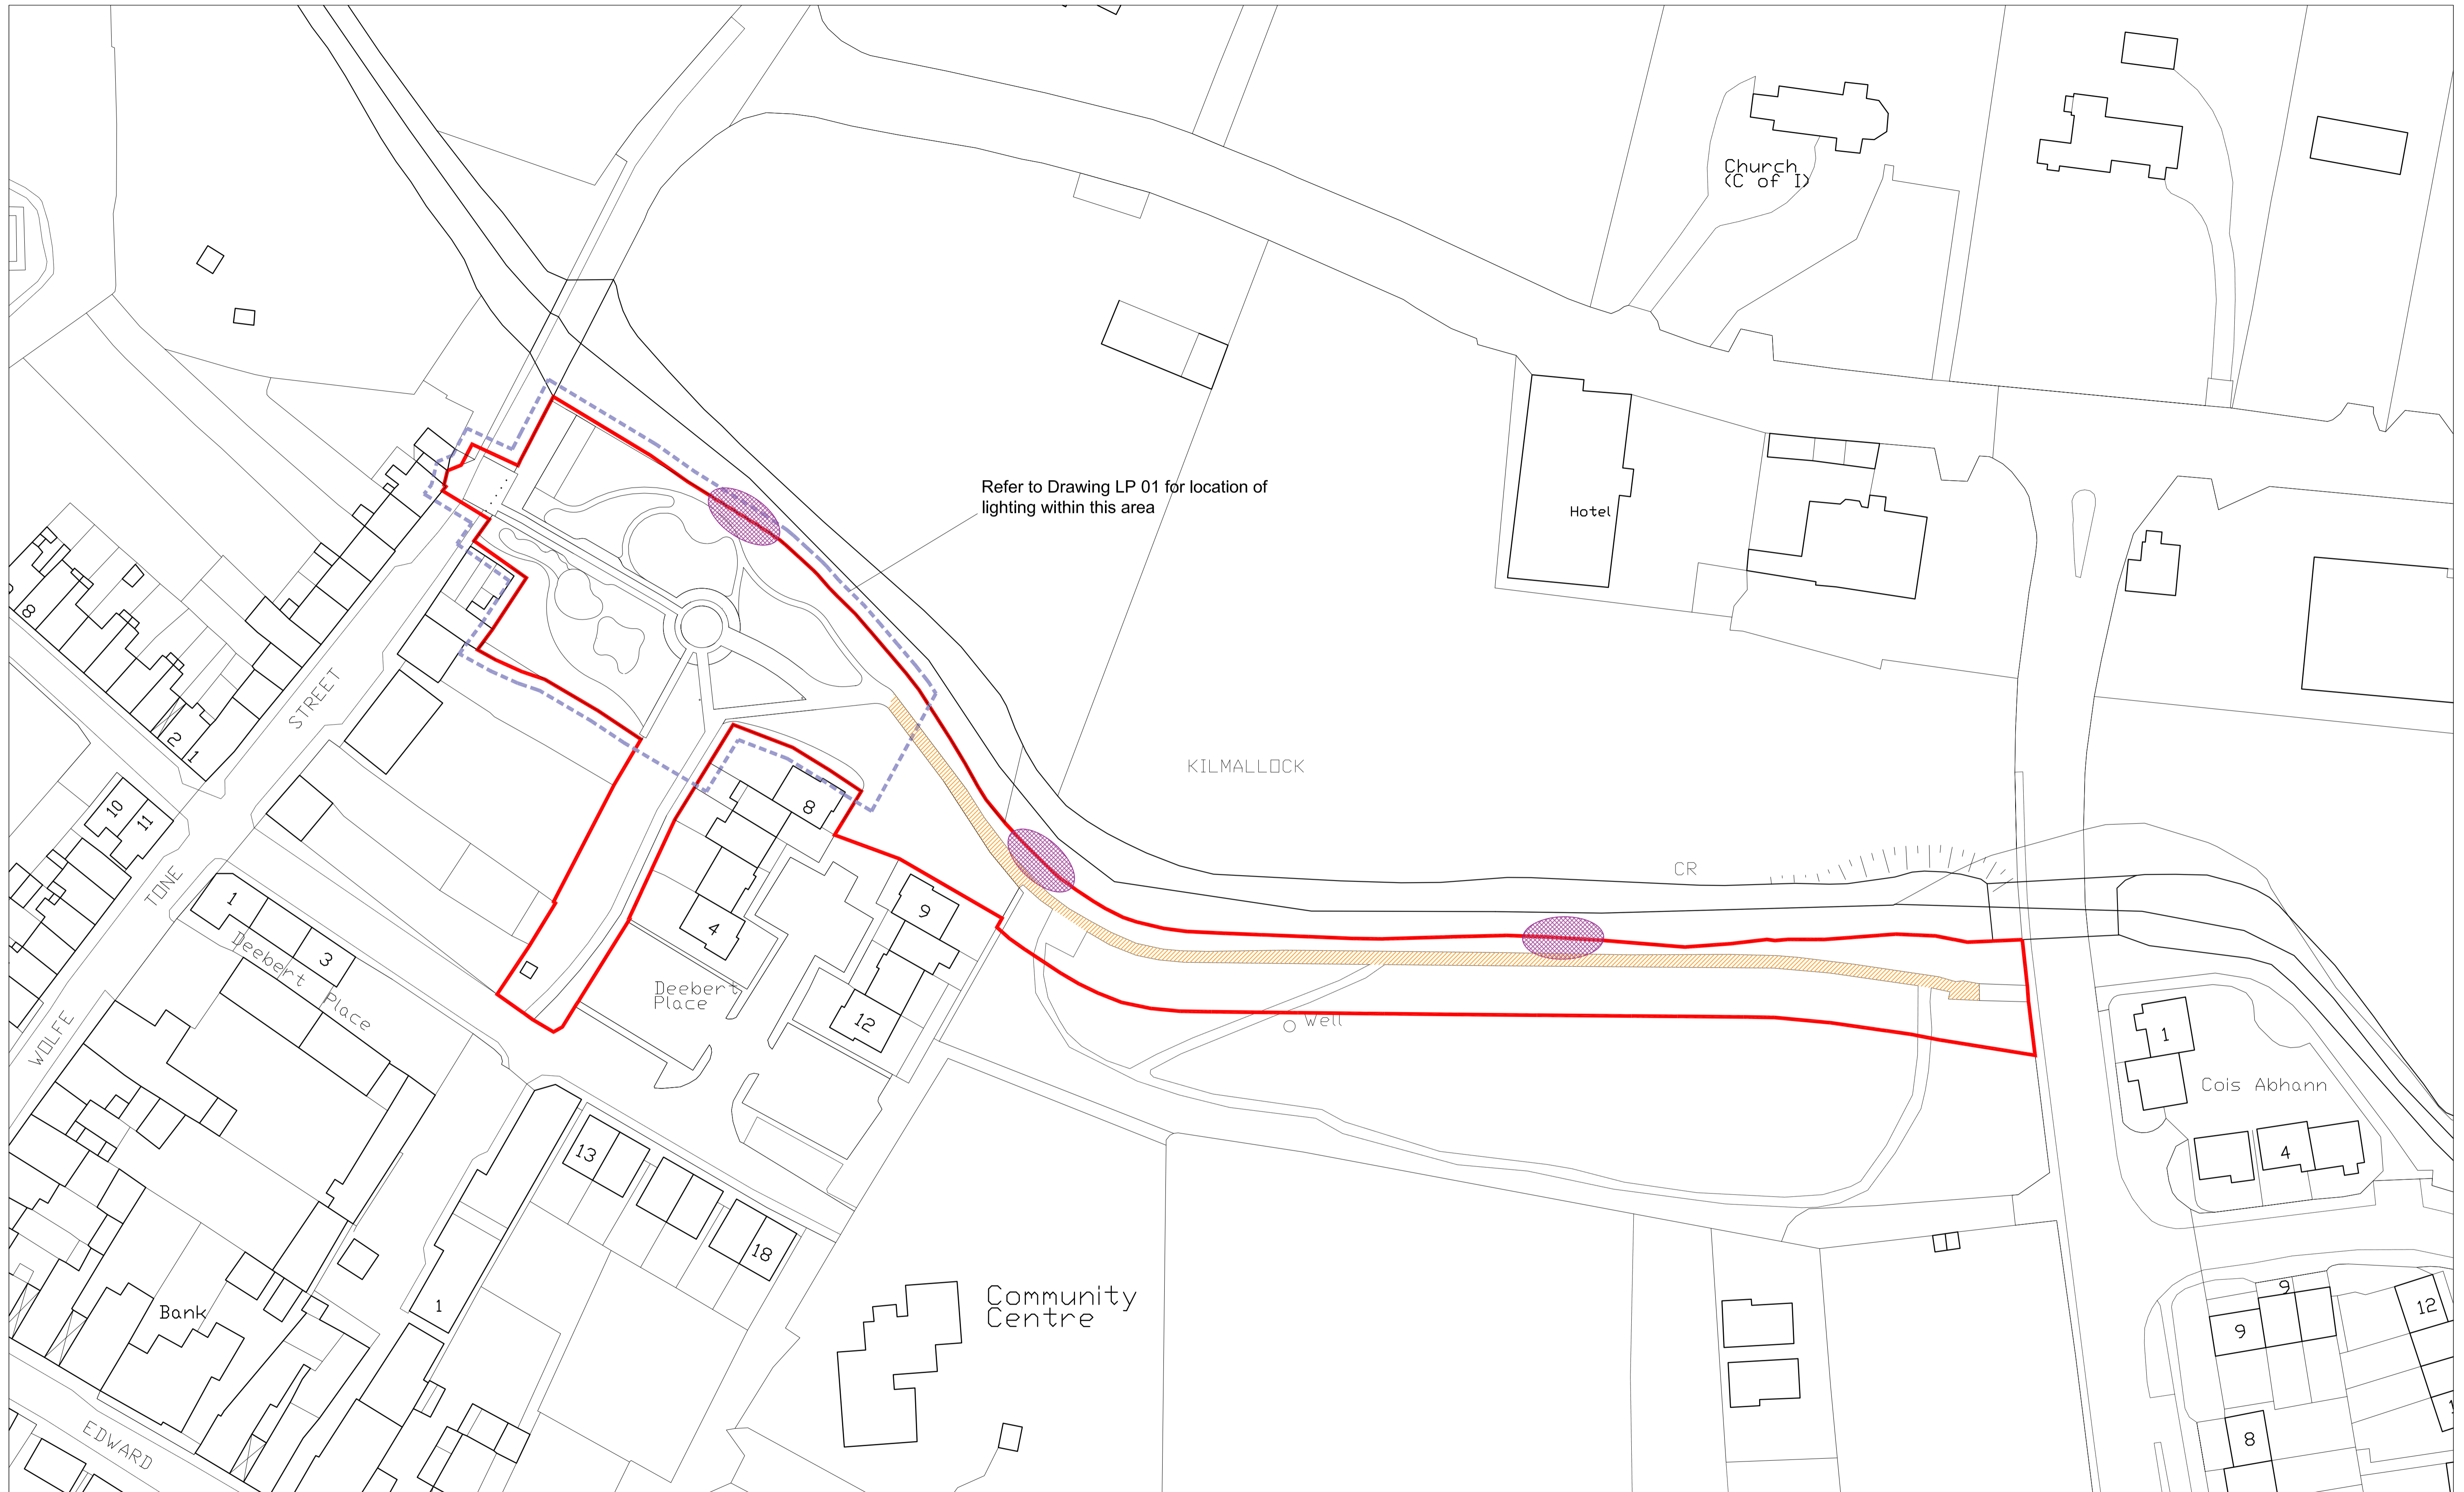 Church
(C of I)
Refer to Drawing LP 01 for location of
lighting within this area
Hotel
8
2
1
STREET
KILMALLOCK
10
11
8
TONE
CR
1
3
Deebert Place
4
9
Deebert
Place
12
Well
WOLFE
1
Cois Abhann
4
13
18
1
Bank
Community
Centre
9
9
12
8
EDWARD